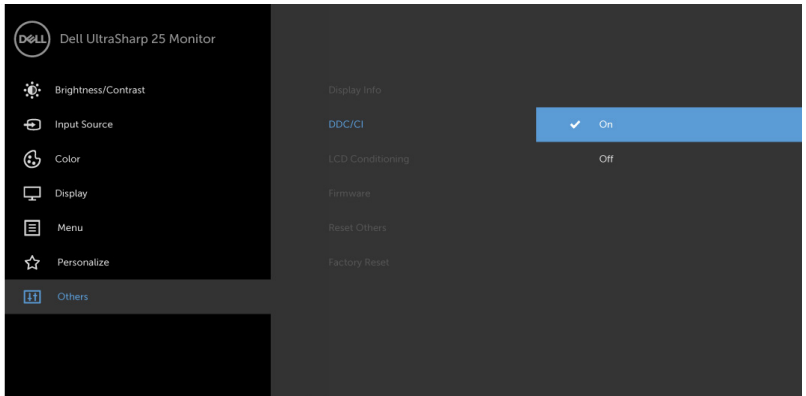 DELL
Dell UltraSharp 25 Monitor
Brightness/Contrast
Input Source
Color
Display
Menu
Personalize
Others
Display Info
DDC/CI
LCD Conditioning
Firmware
Reset Others
Factory Reset
On
Off